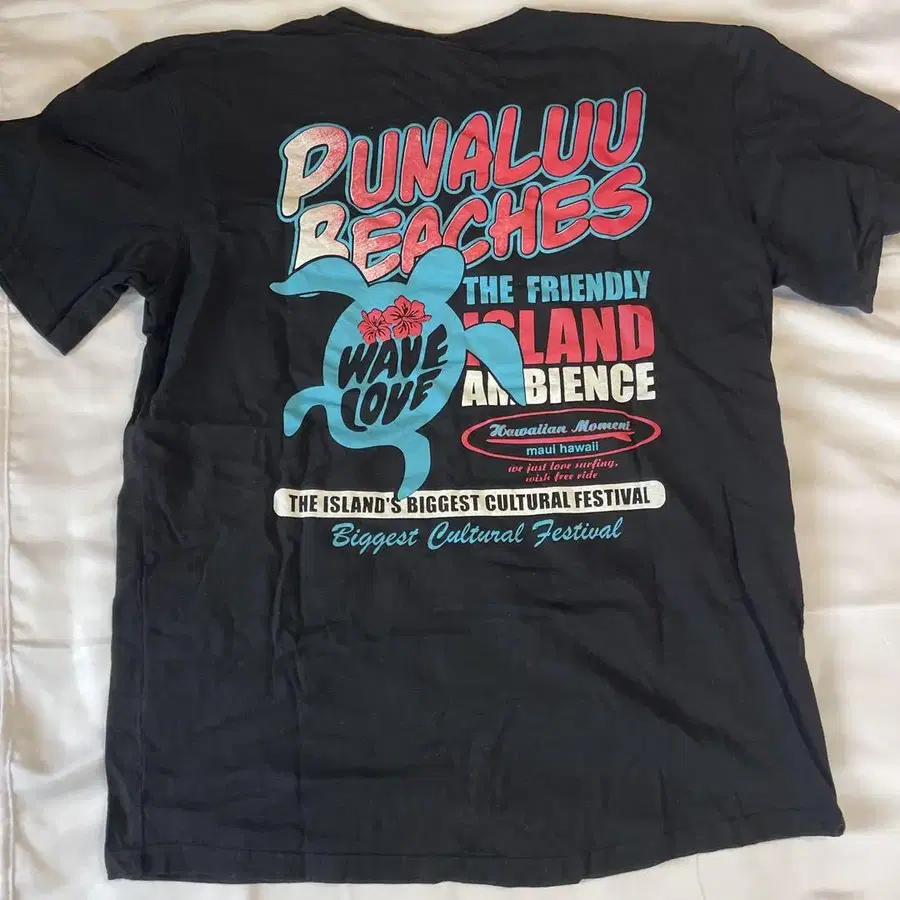 PUNALUU
BEACHES
THE FRIENDLY
ISLAND
AMBIENCE
WAVE
LOVE
Hawaiian Moment
maui hawaii
we just love surfing,
wish free ride
THE ISLAND'S BIGGEST CULTURAL FESTIVAL
Biggest Cultural Festival